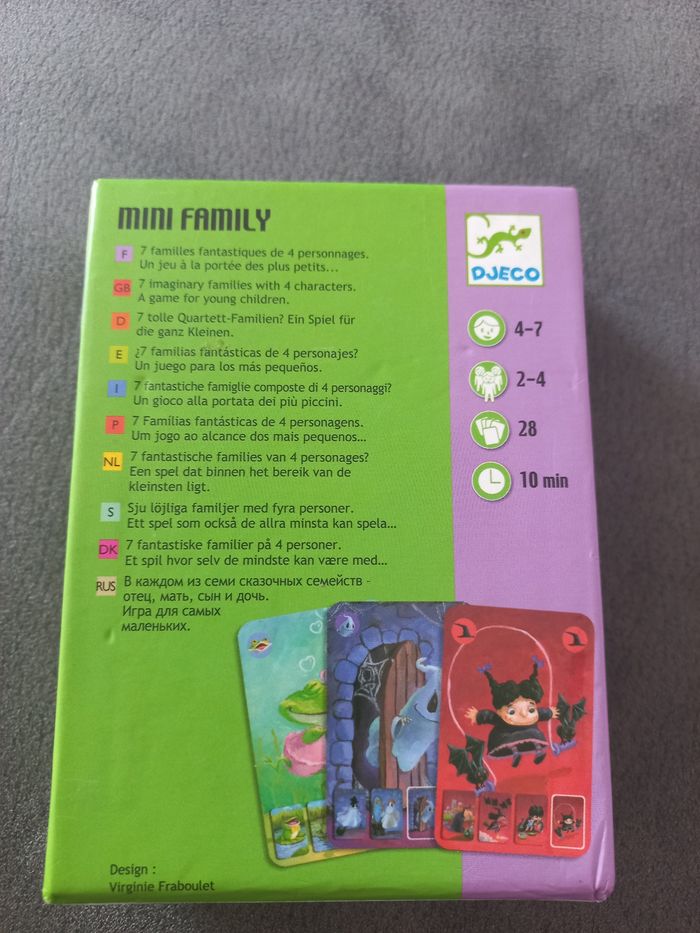 MINI FAMILY
F 7 familles fantastiques de 4 personnages.
Un jeu à la portée des plus petits...
GB 7 imaginary families with 4 characters.
A game for young children.
D 7 tolle Quartett-Familien? Ein Spiel für
die ganz Kleinen.
E ¿7 familias fantásticas de 4 personajes?
Un juego para los más pequeños.
I 7 fantastiche famiglie composte di 4 personaggi?
Un gioco alla portata dei più piccini.
P 7 Famílias fantásticas de 4 personagens.
Um jogo ao alcance dos mais pequenos...
NL 7 fantastische families van 4 personages?
Een spel dat binnen het bereik van de
kleinsten ligt.
S Sju löjliga familjer med fyra personer.
Ett spel som också de allra minsta kan spela...
DK 7 fantastiske familier på 4 personer.
Et spil hvor selv de mindste kan være med...
RUS В каждом из семи сказочных семейств -
отец, мать, сын и дочь.
Игра для самых
маленьких.
Design :
Virginie Fraboulet
DJECO
4-7
2-4
28
10 min